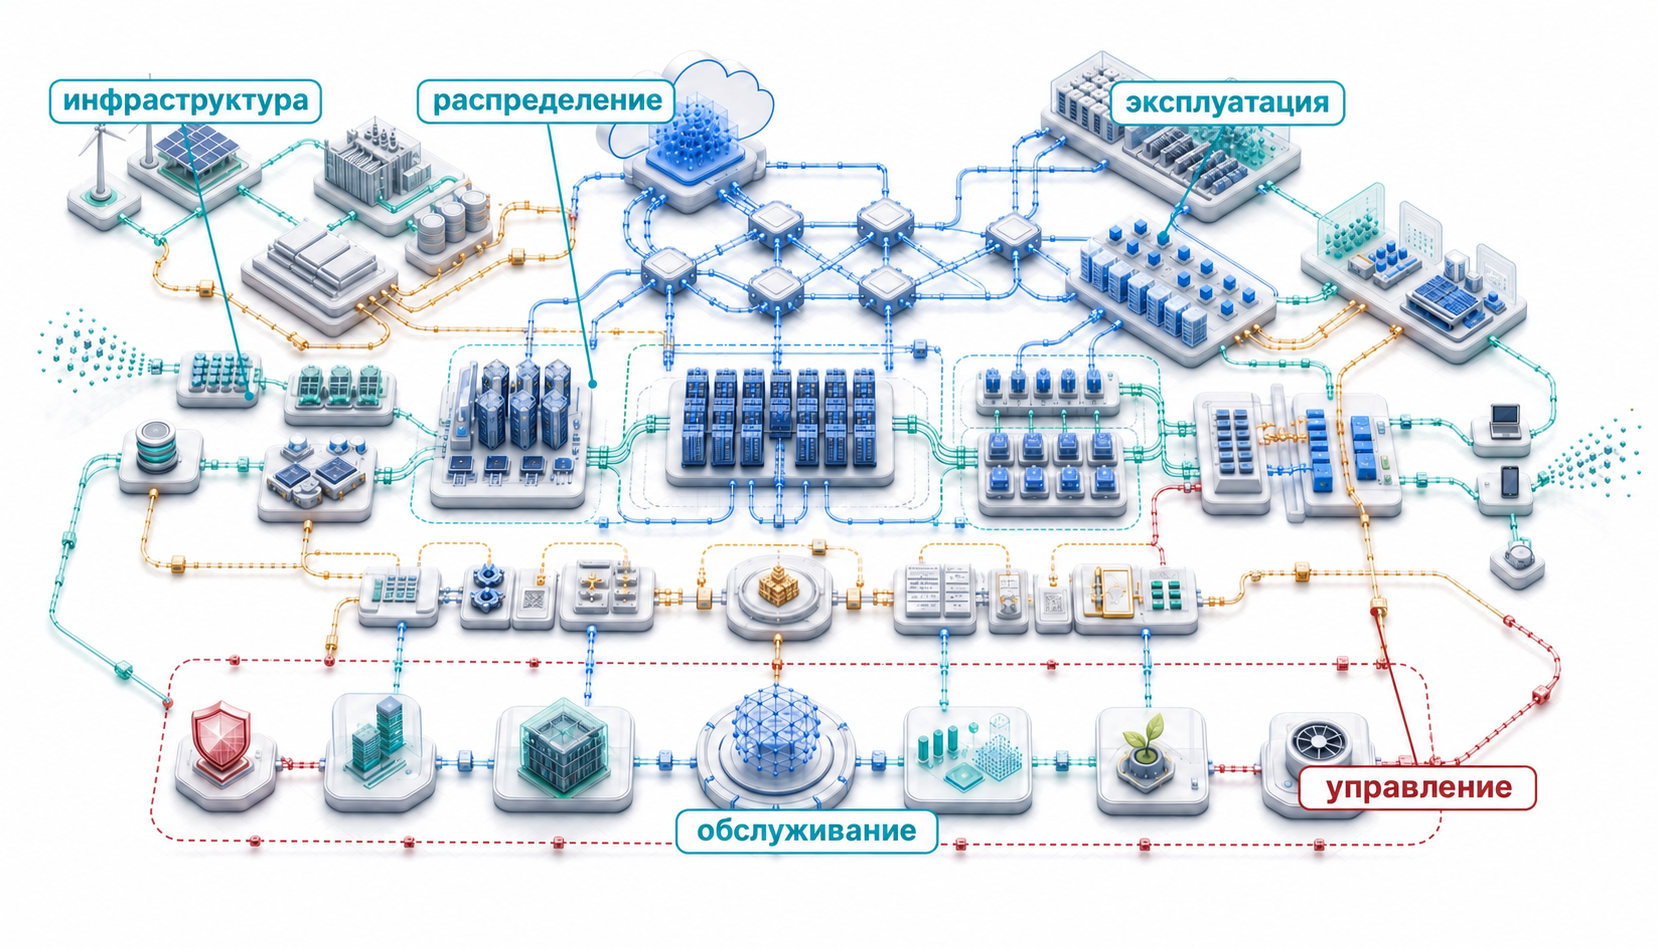 инфраструктура
распределение
эксплуатация
управление
обслуживание